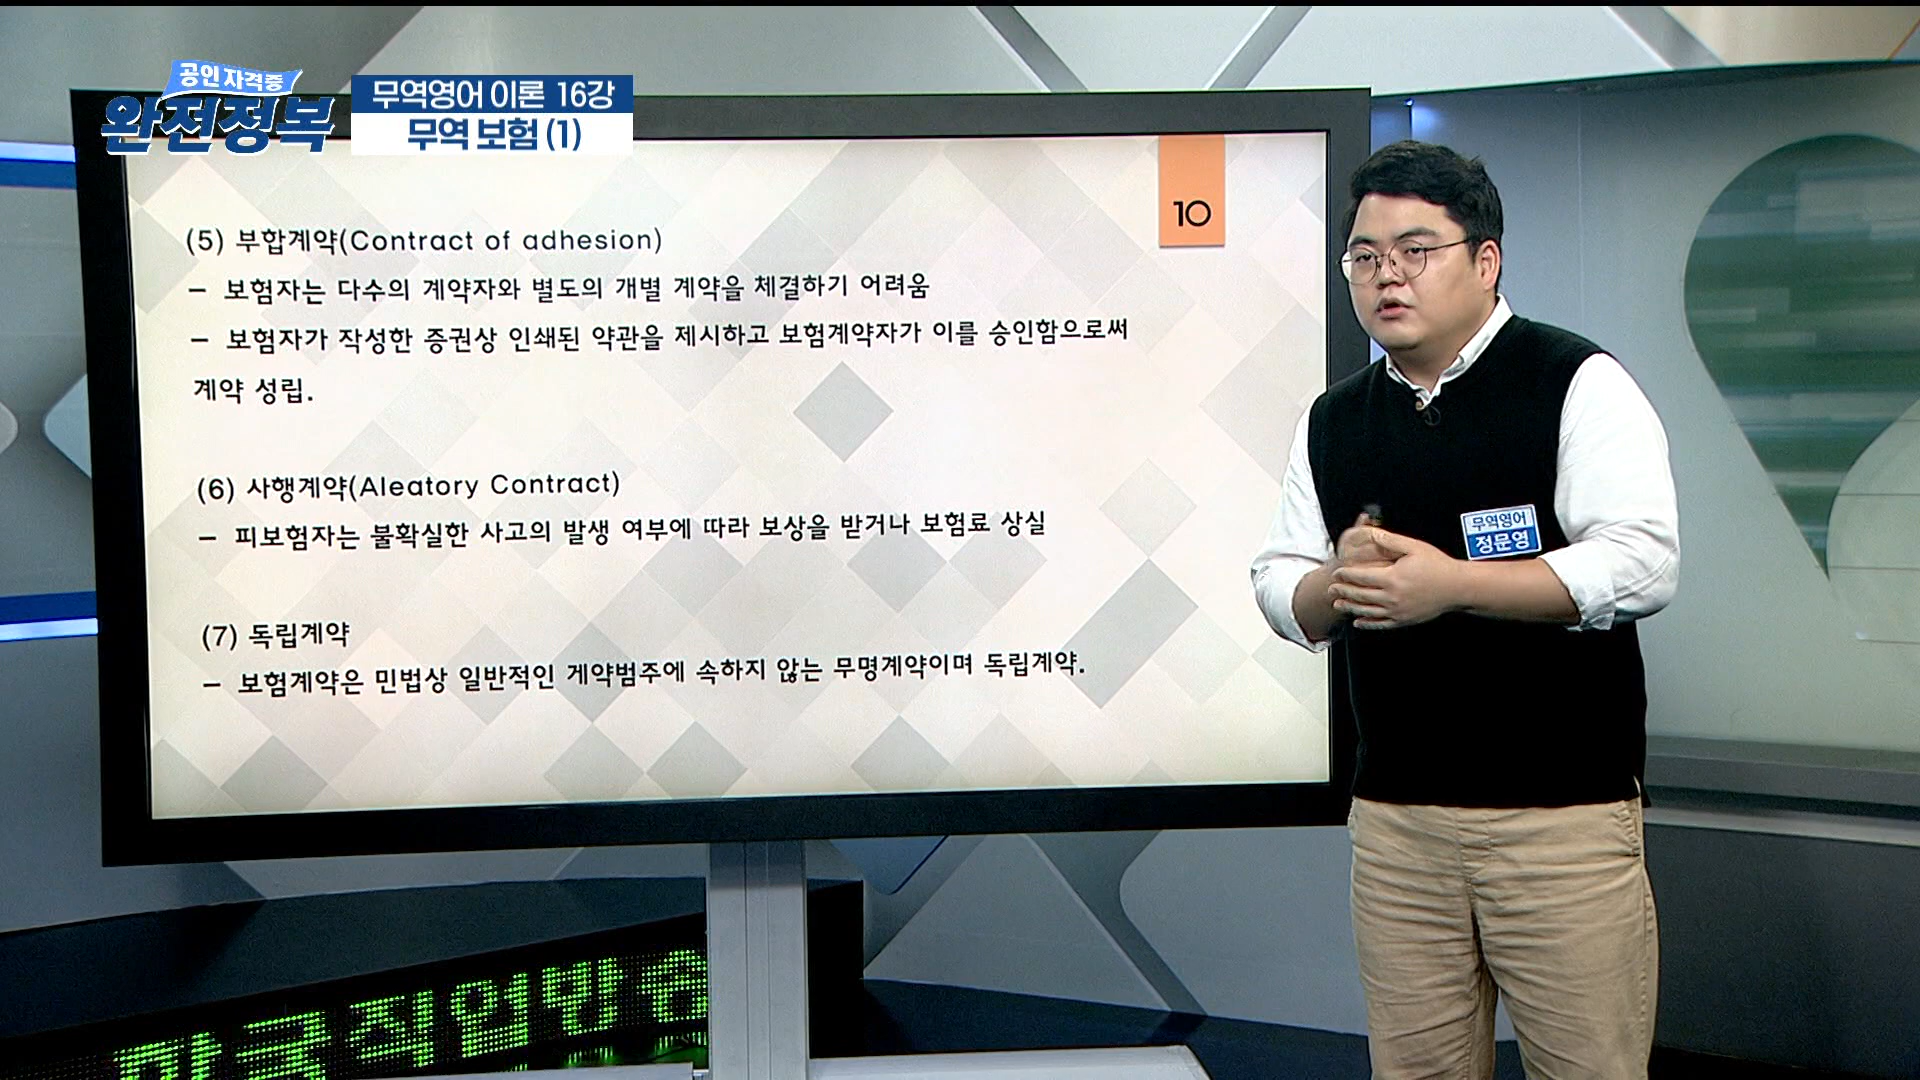 공인 자격증
완전정복
무역영어 이론 16강
무역 보험 (1)
10
(5) 부합계약(Contract of adhesion)
– 보험자는 다수의 계약자와 별도의 개별 계약을 체결하기 어려움
– 보험자가 작성한 증권상 인쇄된 약관을 제시하고 보험계약자가 이를 승인함으로써
계약 성립.
(6) 사행계약(Aleatory Contract)
– 피보험자는 불확실한 사고의 발생 여부에 따라 보상을 받거나 보험료 상실
(7) 독립계약
– 보험계약은 민법상 일반적인 게약범주에 속하지 않는 무명계약이며 독립계약.
무역영어
정문영
한국직업방송